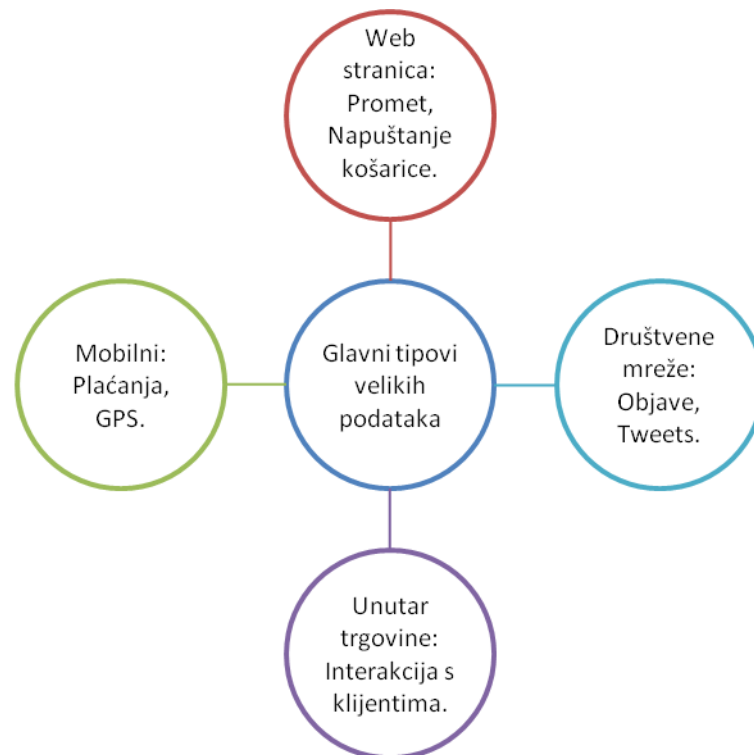 Web
stranica:
Promet,
Napuštanje
košarice.
Mobilni:
Plaćanja,
GPS.
Glavni tipovi
velikih
podataka
Društvene
mreže:
Objave,
Tweets.
Unutar
trgovine:
Interakcija s
klijentima.